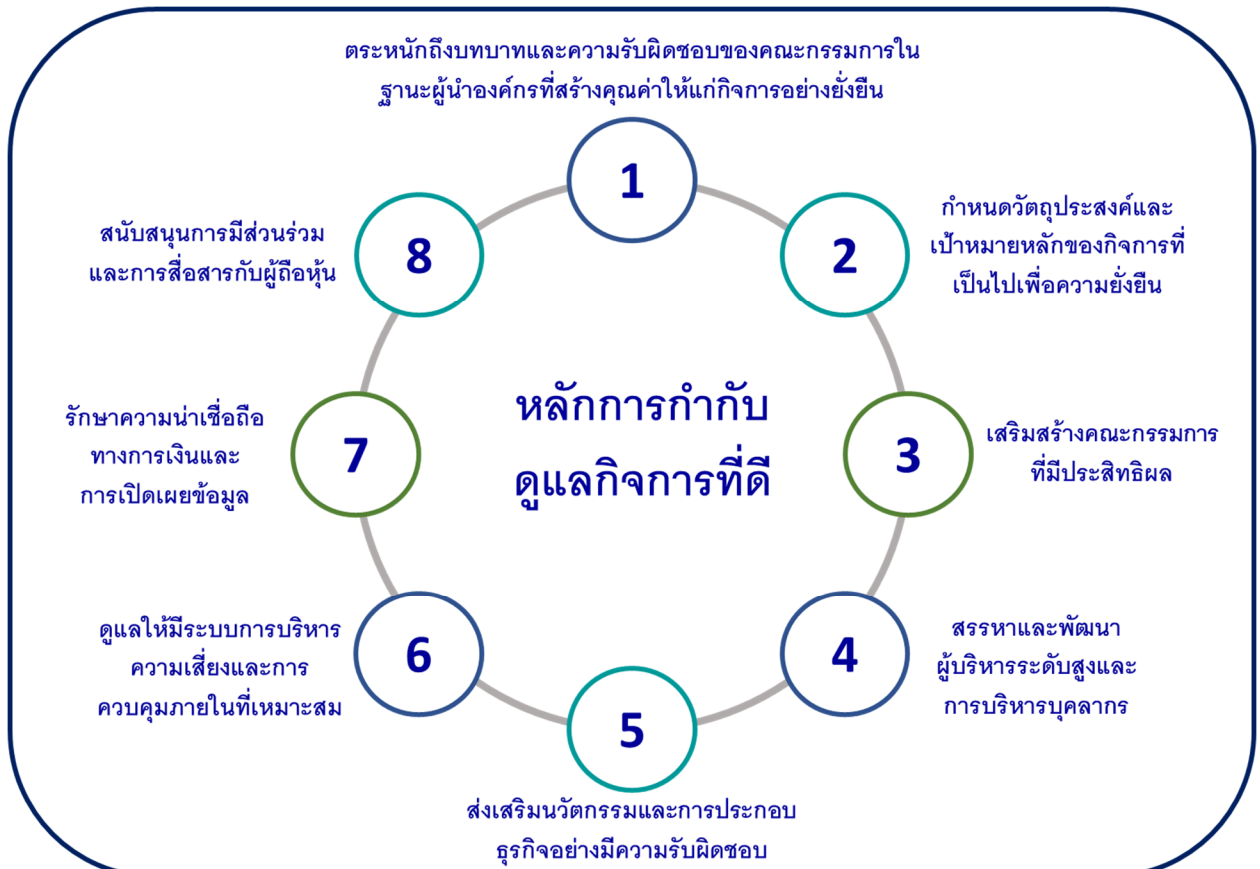 ตระหนักถึงบทบาทและความรับผิดชอบของคณะกรรมการใน
ฐานะผู้นำองค์กรที่สร้างคุณค่าให้แก่กิจการอย่างยั่งยืน
1
กำหนดวัตถุประสงค์และ
เป้าหมายหลักของกิจการที่
เป็นไปเพื่อความยั่งยืน
2
เสริมสร้างคณะกรรมการ
ที่มีประสิทธิผล
3
สรรหาและพัฒนา
ผู้บริหารระดับสูงและ
การบริหารบุคลากร
4
5
ส่งเสริมนวัตกรรมและการประกอบ
ธุรกิจอย่างมีความรับผิดชอบ
ดูแลให้มีระบบการบริหาร
ความเสี่ยงและการ
ควบคุมภายในที่เหมาะสม
6
รักษาความน่าเชื่อถือ
ทางการเงินและ
การเปิดเผยข้อมูล
7
สนับสนุนการมีส่วนร่วม
และการสื่อสารกับผู้ถือหุ้น
8
หลักการกำกับ
ดูแลกิจการที่ดี